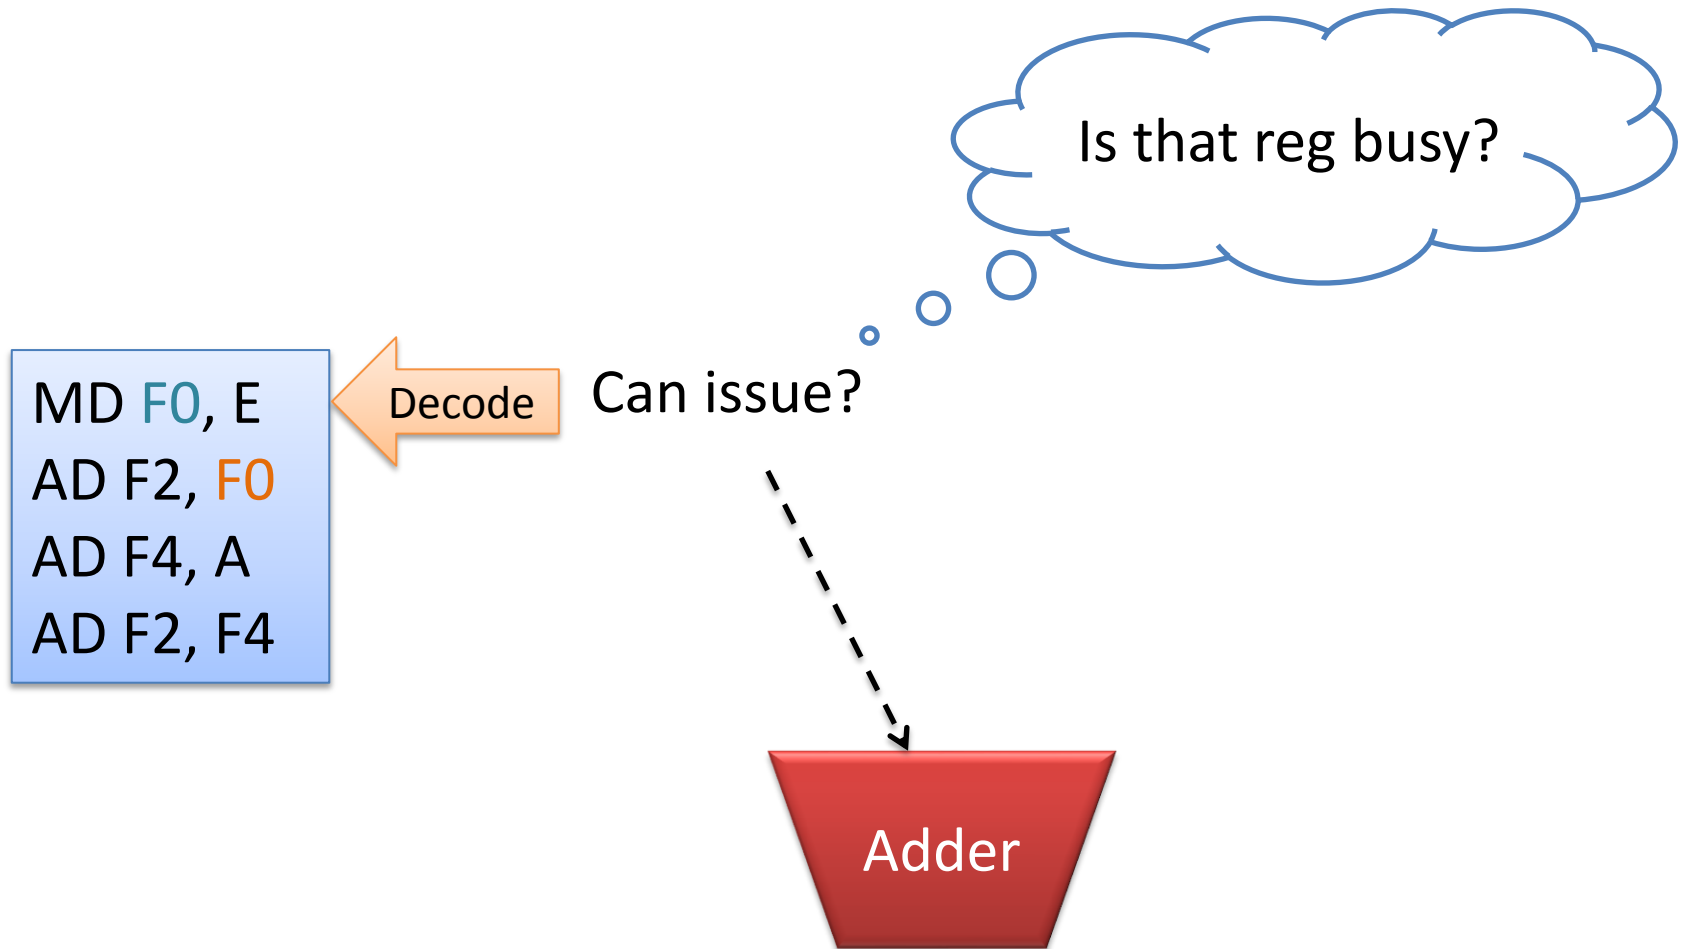 Is that reg busy?
MD F0, E
AD F2, F0
AD F4, A
AD F2, F4
Decode
Can issue?
Adder